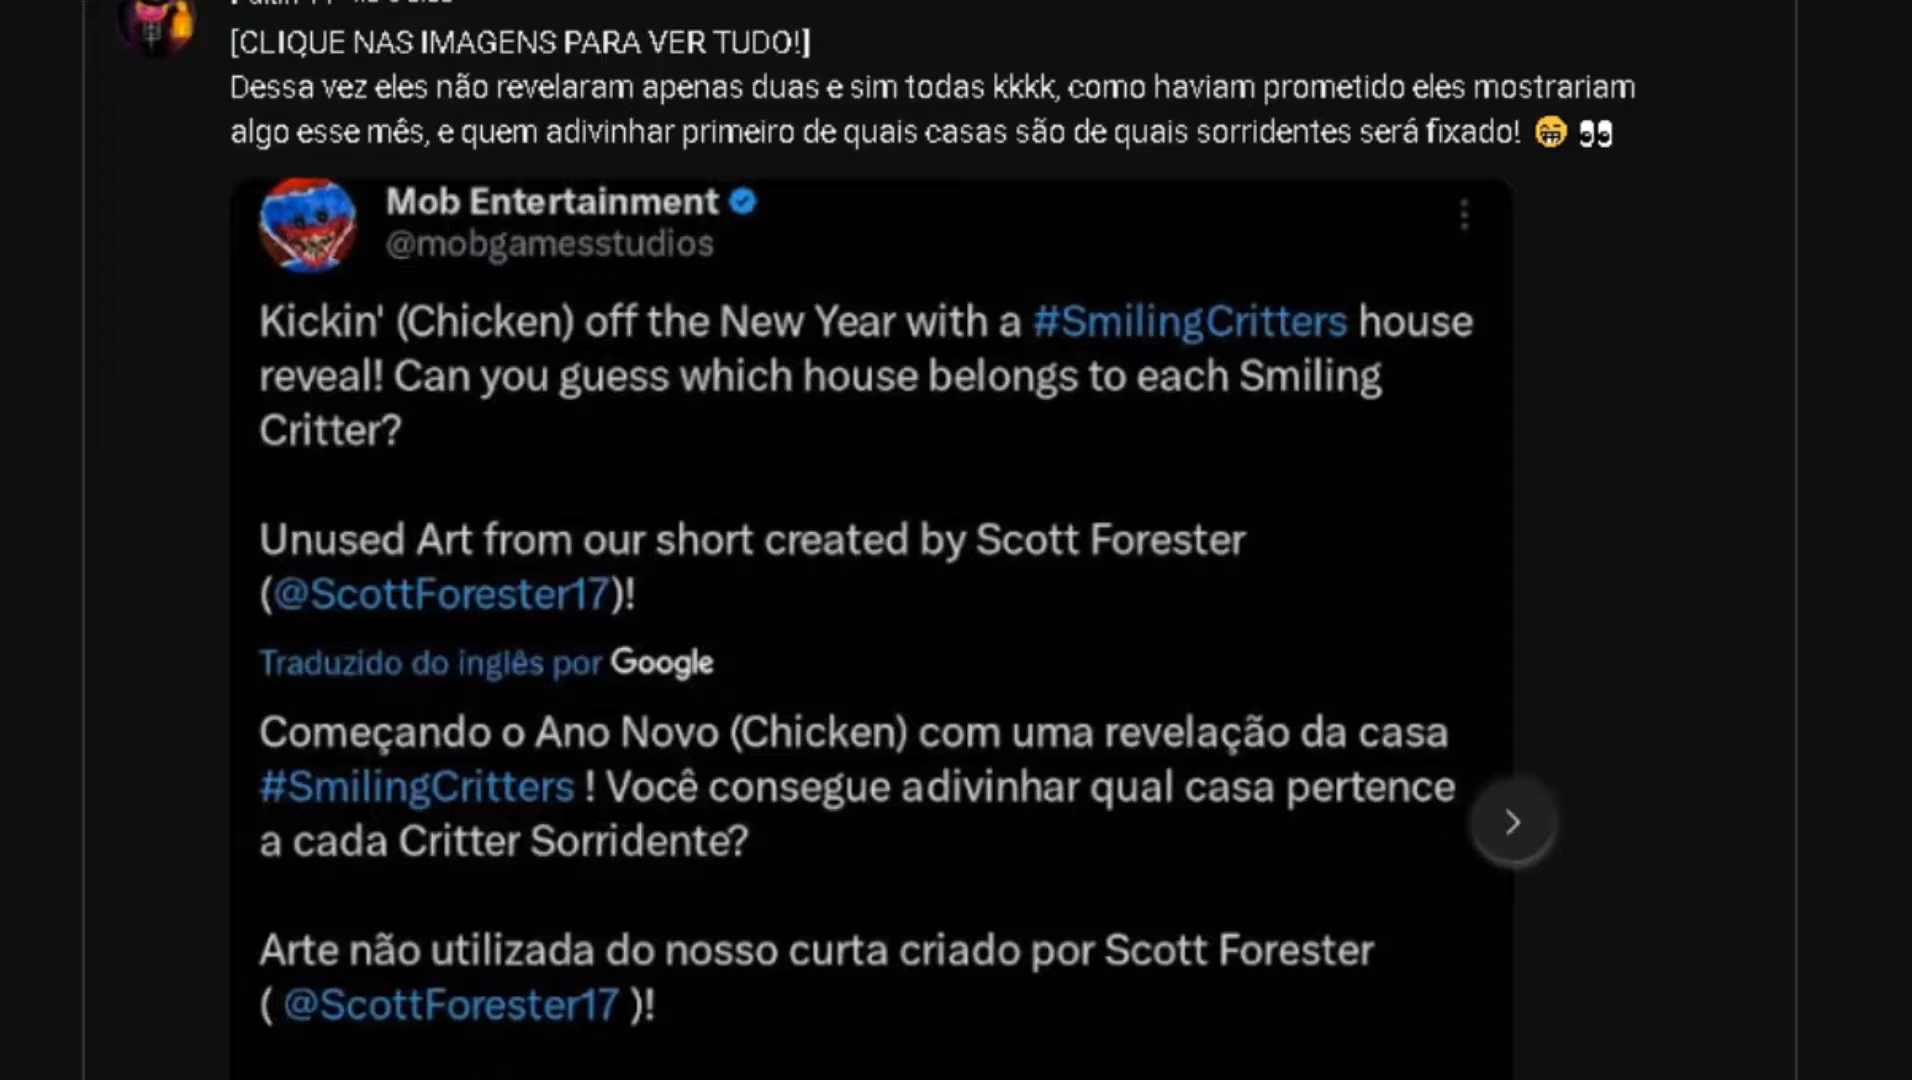 [CLIQUE NAS IMAGENS PARA VER TUDO!]
Dessa vez eles não revelaram apenas duas e sim todas kkkk, como haviam prometido eles mostrariam
algo esse mês, e quem adivinhar primeiro de quais casas são de quais sorridentes será fixado! 😁 👀
Mob Entertainment
@mobgamesstudios
Kickin' (Chicken) off the New Year with a #SmilingCritters house
reveal! Can you guess which house belongs to each Smiling
Critter?
Unused Art from our short created by Scott Forester
(@ScottForester17)!
Traduzido do inglês por Google
Começando o Ano Novo (Chicken) com uma revelação da casa
#SmilingCritters ! Você consegue adivinhar qual casa pertence
a cada Critter Sorridente?
Arte não utilizada do nosso curta criado por Scott Forester
( @ScottForester17 )!